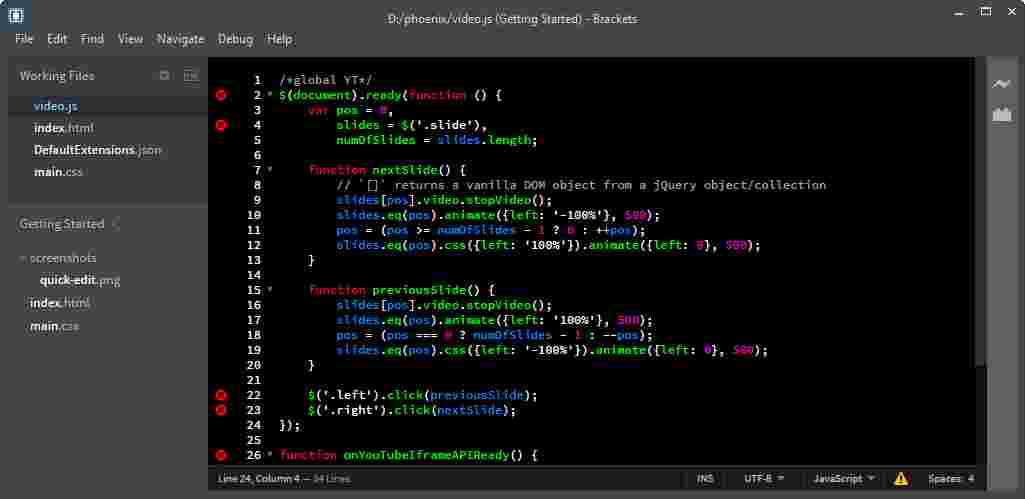 D:/phoenix/video.js (Getting Started) - Brackets
File Edit Find View Navigate Debug Help
Working Files
video.js
index.html
DefaultExtensions.json
main.css
Getting Started
screenshots
quick-edit.png
index.html
main.css
1 /*global YT*/
2 $(document).ready(function () {
3 var pos = 0,
4 slides = $('.slide'),
5 numOfSlides = slides.length;
6
7 function nextSlide() {
8 // `[]` returns a vanilla DOM object from a jQuery object/collection
9 slides[pos].video.stopVideo();
10 slides.eq(pos).animate({left: '-100%'}, 500);
11 pos = (pos >= numOfSlides - 1 ? 0 : ++pos);
12 slides.eq(pos).css({left: '100%'}).animate({left: 0}, 500);
13 }
14
15 function previousSlide() {
16 slides[pos].video.stopVideo();
17 slides.eq(pos).animate({left: '100%'}, 500);
18 pos = (pos === 0 ? numOfSlides - 1 : --pos);
19 slides.eq(pos).css({left: '-100%'}).animate({left: 0}, 500);
20 }
21
22 $('.left').click(previousSlide);
23 $('.right').click(nextSlide);
24 });
25
26 function onYouTubeIframeAPIReady() {
Line 24, Column 4 — 34 Lines INS UTF-8 JavaScript Spaces: 4